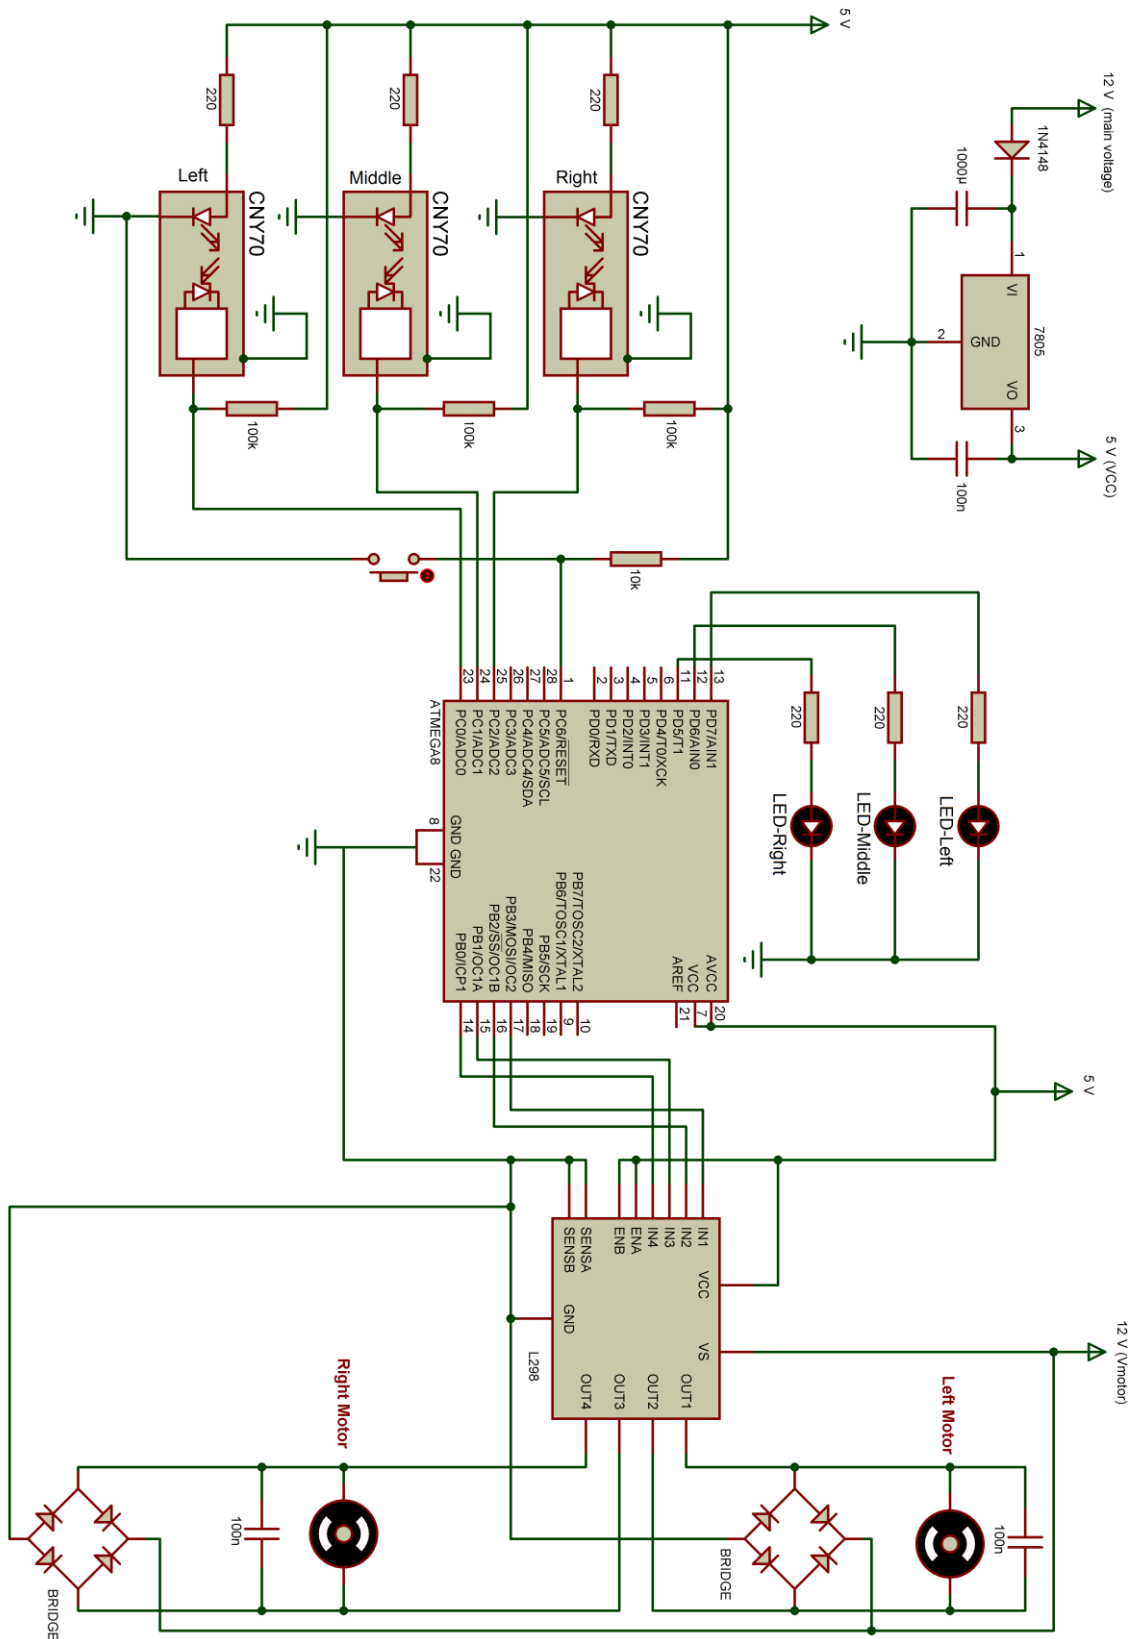 5 V
12 V (main voltage)
1N4148
1000µ
1
VI
2
GND
7805
VO
3
5 V (VCC)
100n
220
220
220
Left
Middle
Right
CNY70
CNY70
CNY70
100k
100k
100k
10k
23
24
25
26
27
28
1
2
3
4
5
6
11
12
13
ATMEGA8
PC0/ADC0
PC1/ADC1
PC2/ADC2
PC3/ADC3
PC4/ADC4/SDA
PC5/ADC5/SCL
PC6/RESET
PD0/RXD
PD1/TXD
PD2/INT0
PD3/INT1
PD4/T0/XCK
PD5/T1
PD6/AIN0
PD7/AIN1
220
220
220
LED-Right
LED-Middle
LED-Left
8
GND GND
22
PB0/ICP1
PB1/OC1A
PB2/SS/OC1B
PB3/MOSI/OC2
PB4/MISO
PB5/SCK
PB6/TOSC1/XTAL1
PB7/TOSC2/XTAL2
AREF
VCC
AVCC
14
15
16
17
18
19
9
10
21
7
20
5 V
SENSB
SENSA
ENB
ENA
IN4
IN3
IN2
IN1
VCC
GND
VS
L298
OUT4
OUT3
OUT2
OUT1
12 V (Vmotor)
Right Motor
Left Motor
100n
100n
BRIDGE
BRIDGE